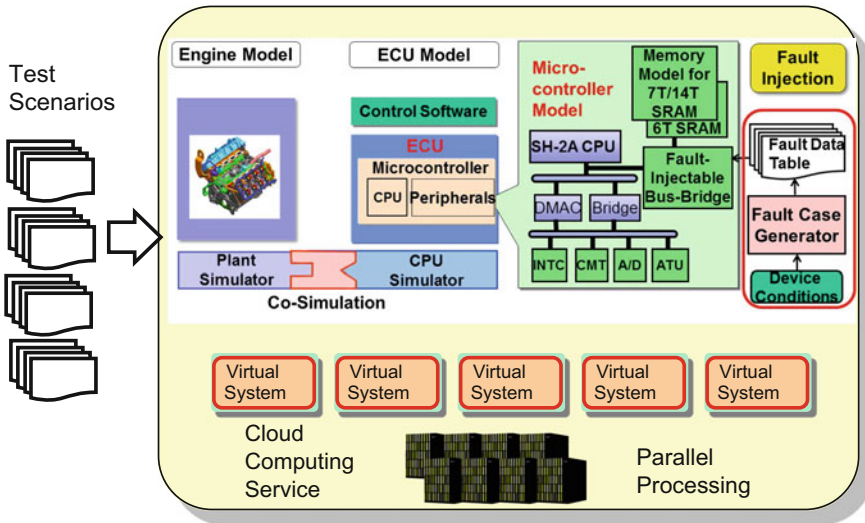 Test
Scenarios
Engine Model
ECU Model
Control Software
ECU
Microcontroller
CPU
Peripherals
Plant
Simulator
CPU
Simulator
Co-Simulation
Micro-
controller
Model
Memory
Model for
7T/14T
SRAM
6T SRAM
SH-2A CPU
Fault-
Injectable
Bus-Bridge
DMAC
Bridge
INTC
CMT
A/D
ATU
Fault
Injection
Fault Data
Table
Fault Case
Generator
Device
Conditions
Virtual
System
Virtual
System
Virtual
System
Virtual
System
Virtual
System
Cloud
Computing
Service
Parallel
Processing